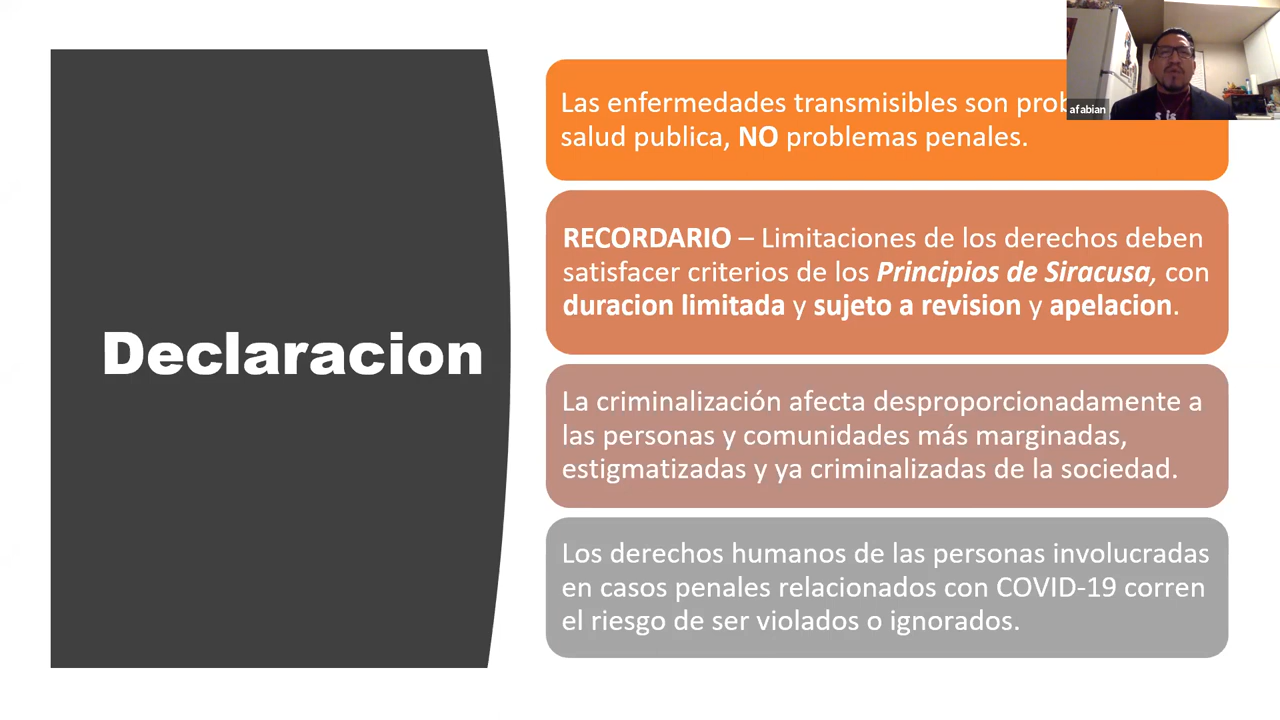 Declaracion
Las enfermedades transmisibles son
salud publica, NO problemas penales.
RECORDARIO – Limitaciones de los derechos deben
satisfacer criterios de los Principios de Siracusa, con
duracion limitada y sujeto a revision y apelacion.
La criminalización afecta desproporcionadamente a
las personas y comunidades más marginadas,
estigmatizadas y ya criminalizadas de la sociedad.
Los derechos humanos de las personas involucradas
en casos penales relacionados con COVID-19 corren
el riesgo de ser violados o ignorados.
afabian